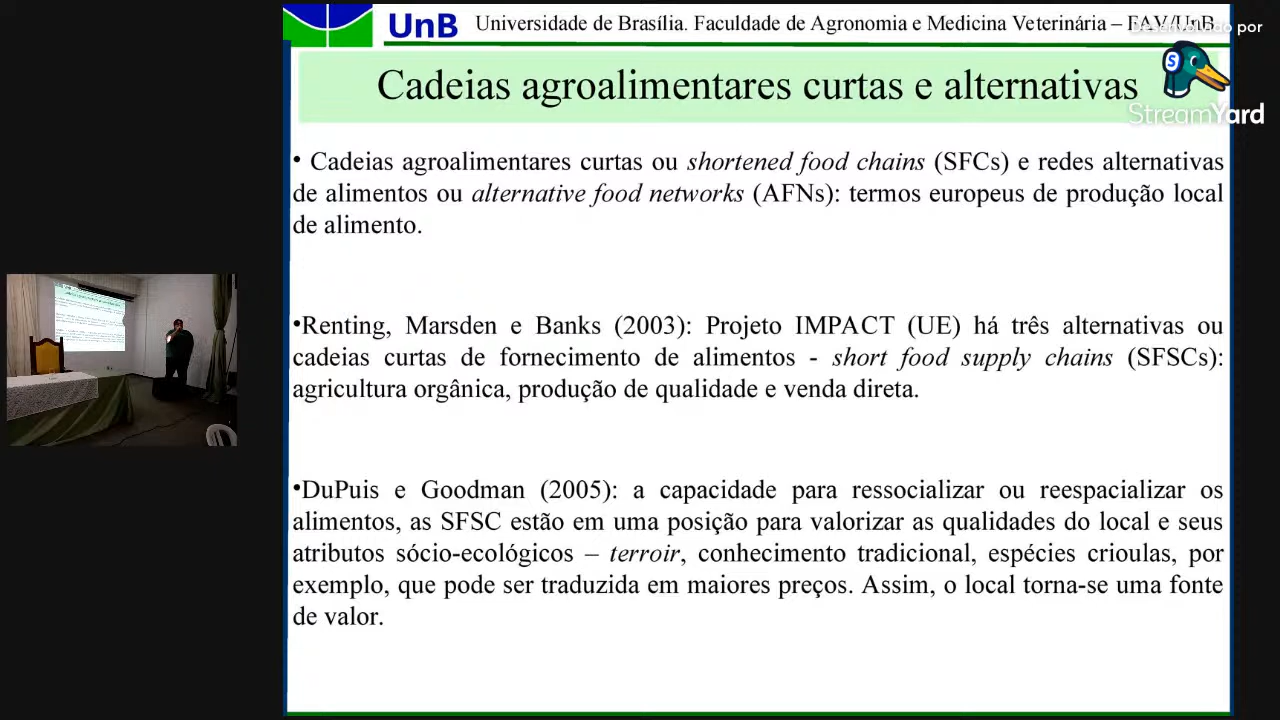 UnB Universidade de Brasília. Faculdade de Agronomia e Medicina Veterinária – FAV/UnB
Desenvolvido por
StreamYard
Cadeias agroalimentares curtas e alternativas
• Cadeias agroalimentares curtas ou shortened food chains (SFCs) e redes alternativas
de alimentos ou alternative food networks (AFNs): termos europeus de produção local
de alimento.
•Renting, Marsden e Banks (2003): Projeto IMPACT (UE) há três alternativas ou
cadeias curtas de fornecimento de alimentos - short food supply chains (SFSCs):
agricultura orgânica, produção de qualidade e venda direta.
•DuPuis e Goodman (2005): a capacidade para ressocializar ou reespacializar os
alimentos, as SFSC estão em uma posição para valorizar as qualidades do local e seus
atributos sócio-ecológicos – terroir, conhecimento tradicional, espécies crioulas, por
exemplo, que pode ser traduzida em maiores preços. Assim, o local torna-se uma fonte
de valor.